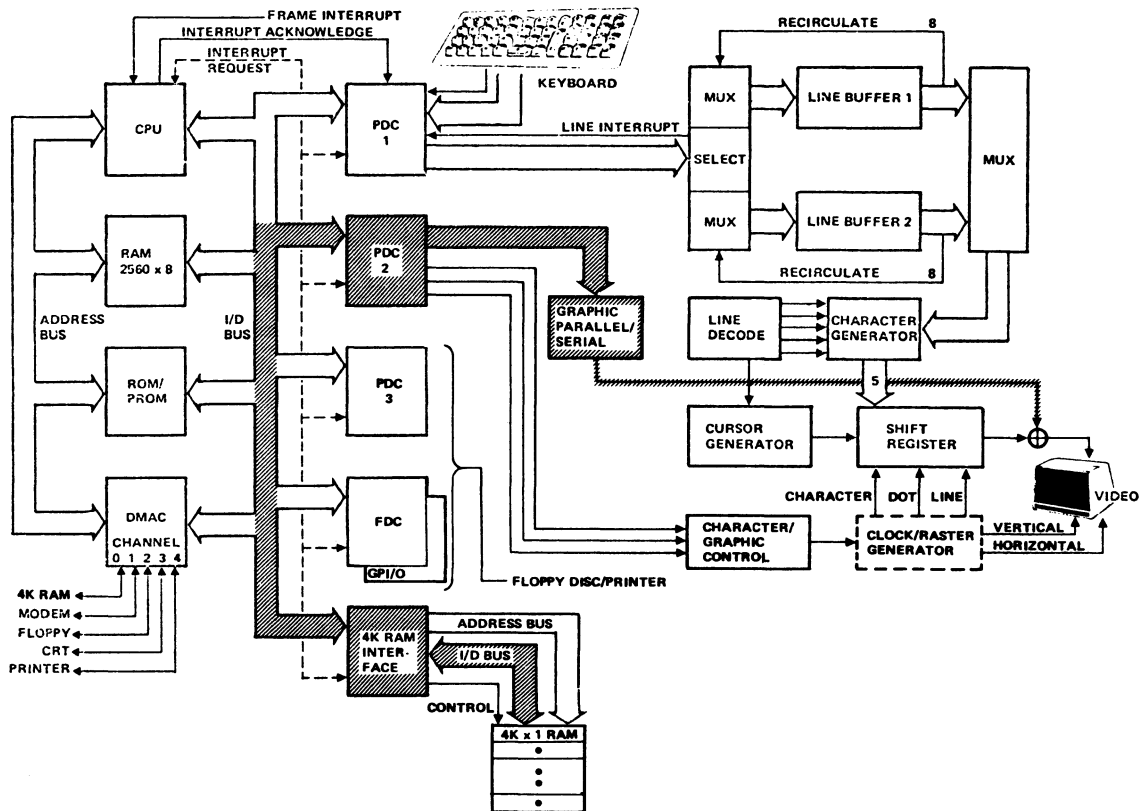 FRAME INTERRUPT
INTERRUPT ACKNOWLEDGE
INTERRUPT
REQUEST
KEYBOARD
RECIRCULATE 8
CPU
PDC
1
LINE INTERRUPT
MUX
SELECT
MUX
LINE BUFFER 1
LINE BUFFER 2
MUX
RECIRCULATE 8
RAM
2560 x 8
PDC
2
ADDRESS
BUS
I/D
BUS
GRAPHIC
PARALLEL/
SERIAL
LINE
DECODE
CHARACTER
GENERATOR
5
ROM/
PROM
PDC
3
CURSOR
GENERATOR
SHIFT
REGISTER
VIDEO
CHARACTER DOT LINE
DMAC
CHANNEL
0 1 2 3 4
FDC
GPI/O
CHARACTER/
GRAPHIC
CONTROL
CLOCK/RASTER
GENERATOR
VERTICAL
HORIZONTAL
FLOPPY DISC/PRINTER
4K RAM
MODEM
FLOPPY
CRT
PRINTER
4K RAM
INTER-
FACE
ADDRESS BUS
I/D BUS
CONTROL
4K x 1 RAM